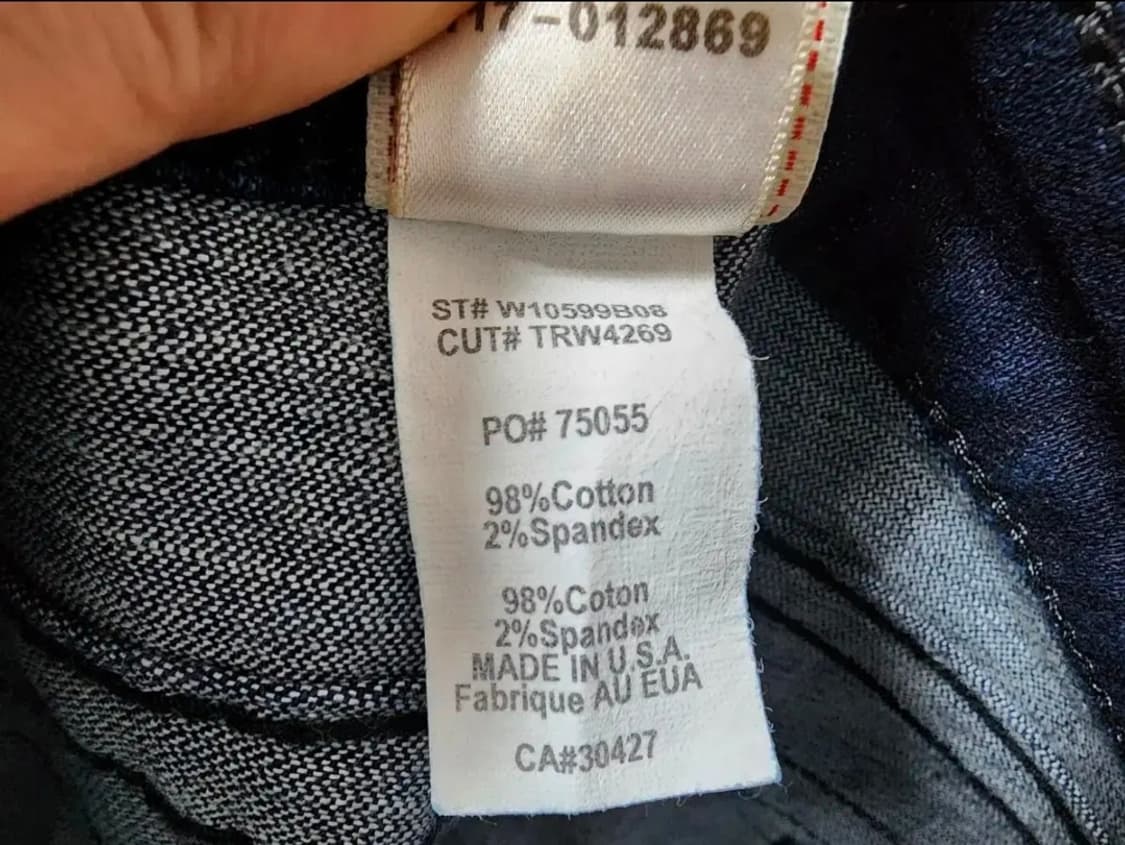 17-012869
ST# W10599B08
CUT# TRW4269
PO# 75055
98%Cotton
2%Spandex
98%Coton
2%Spandex
MADE IN U.S.A.
Fabrique AU EUA
CA#30427